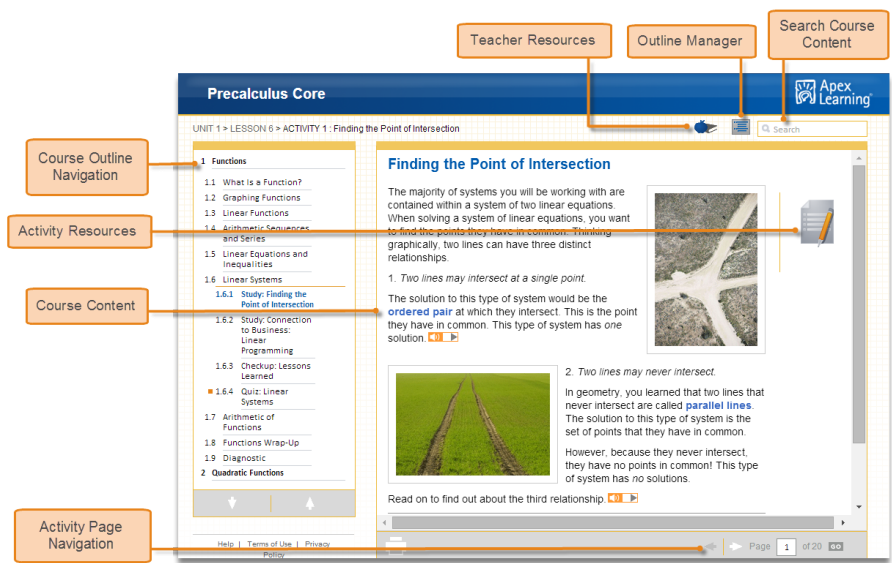 Search Course
Content
Teacher Resources
Outline Manager
Precalculus Core
Apex
Learning
UNIT 1 > LESSON 6 > ACTIVITY 1 : Finding the Point of Intersection
Search
Course Outline
Navigation
Activity Resources
Course Content
Activity Page
Navigation
1 Functions
1.1 What Is a Function?
1.2 Graphing Functions
1.3 Linear Functions
1.4 Arithmetic Sequences
and Series
1.5 Linear Equations and
Inequalities
1.6 Linear Systems
1.6.1 Study: Finding the
Point of Intersection
1.6.2 Study: Connection
to Business:
Linear
Programming
1.6.3 Checkup: Lessons
Learned
1.6.4 Quiz: Linear
Systems
1.7 Arithmetic of
Functions
1.8 Functions Wrap-Up
1.9 Diagnostic
2 Quadratic Functions
Help | Terms of Use | Privacy
Policy
Finding the Point of Intersection
The majority of systems you will be working with are
contained within a system of two linear equations.
When solving a system of linear equations, you want
to find the points they have in common. Thinking
graphically, two lines can have three distinct
relationships.
1. Two lines may intersect at a single point.
The solution to this type of system would be the
ordered pair at which they intersect. This is the point
they have in common. This type of system has one
solution.
2. Two lines may never intersect.
In geometry, you learned that two lines that
never intersect are called parallel lines.
The solution to this type of system is the
set of points that they have in common.
However, because they never intersect,
they have no points in common! This type
of system has no solutions.
Read on to find out about the third relationship.
Page 1 of 20 GO